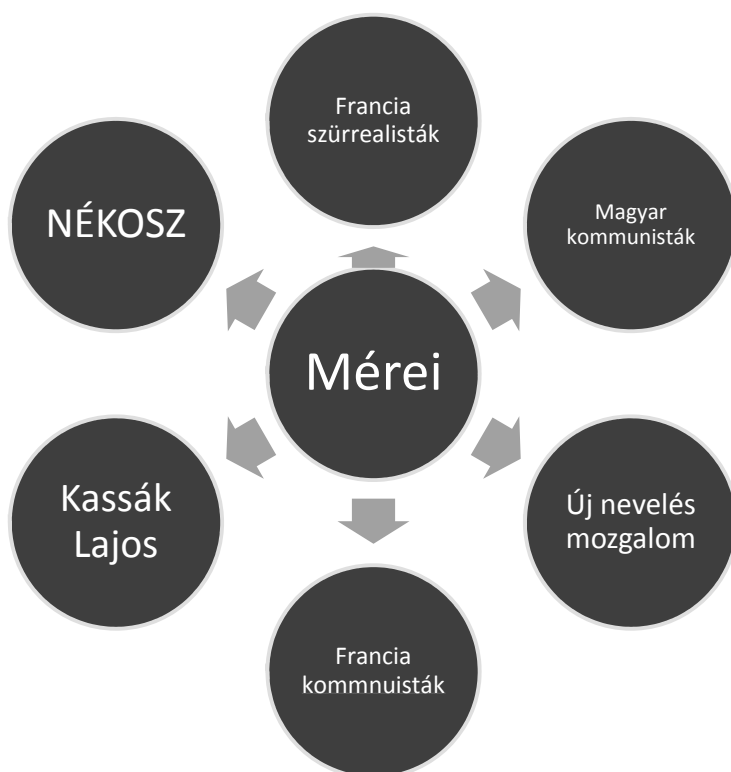 Francia
szürrealisták
NÉKOSZ
Magyar
kommunisták
Mérei
Kassák
Lajos
Új nevelés
mozgalom
Francia
kommnuisták